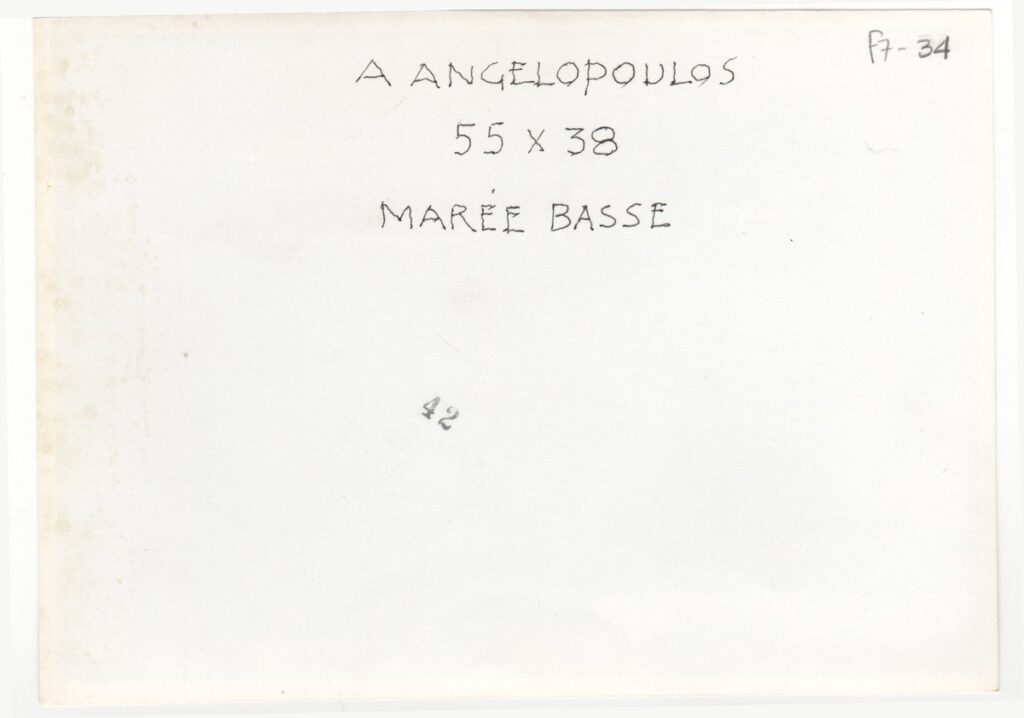 F7-34
A ANGELOPOULOS
55 x 38
MARÉE BASSE
42